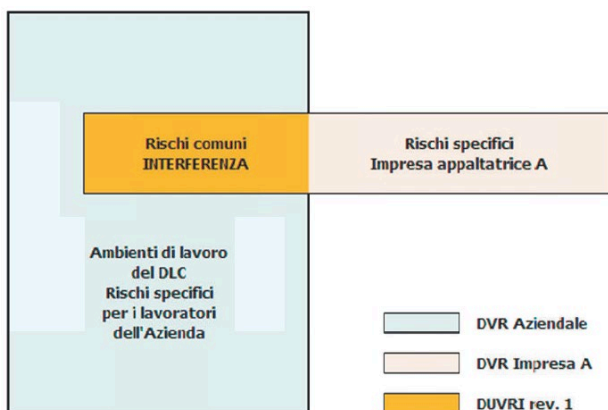 Rischi comuni
INTERFERENZA
Rischi specifici
Impresa appaltatrice A
Ambienti di lavoro
del DLC
Rischi specifici
per i lavoratori
dell'Azienda
DVR Aziendale
DVR Impresa A
DUVRI rev. 1